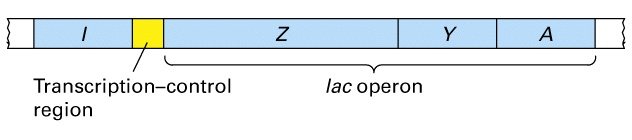 I Z Y A
Transcription–control lac operon
region